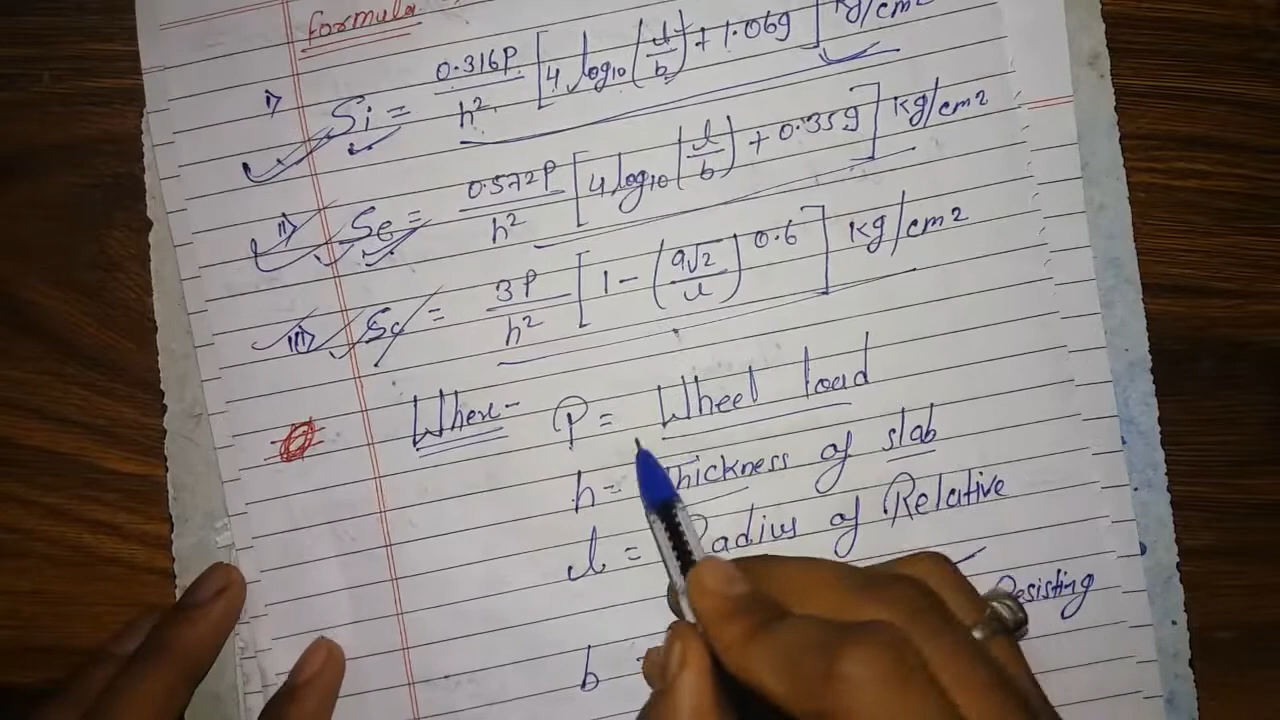 Formula
i) Si = 0.316P/h² [4 log10 (l/b) + 1.069] kg/cm²
ii) Se = 0.572P/h² [4 log10 (l/b) + 0.359] kg/cm²
iii) Sc = 3P/h² [1 - (a√2/l)^0.6] kg/cm²
Where - P = Wheel load
h = Thickness of slab
l = Radius of Relative
Resisting
b